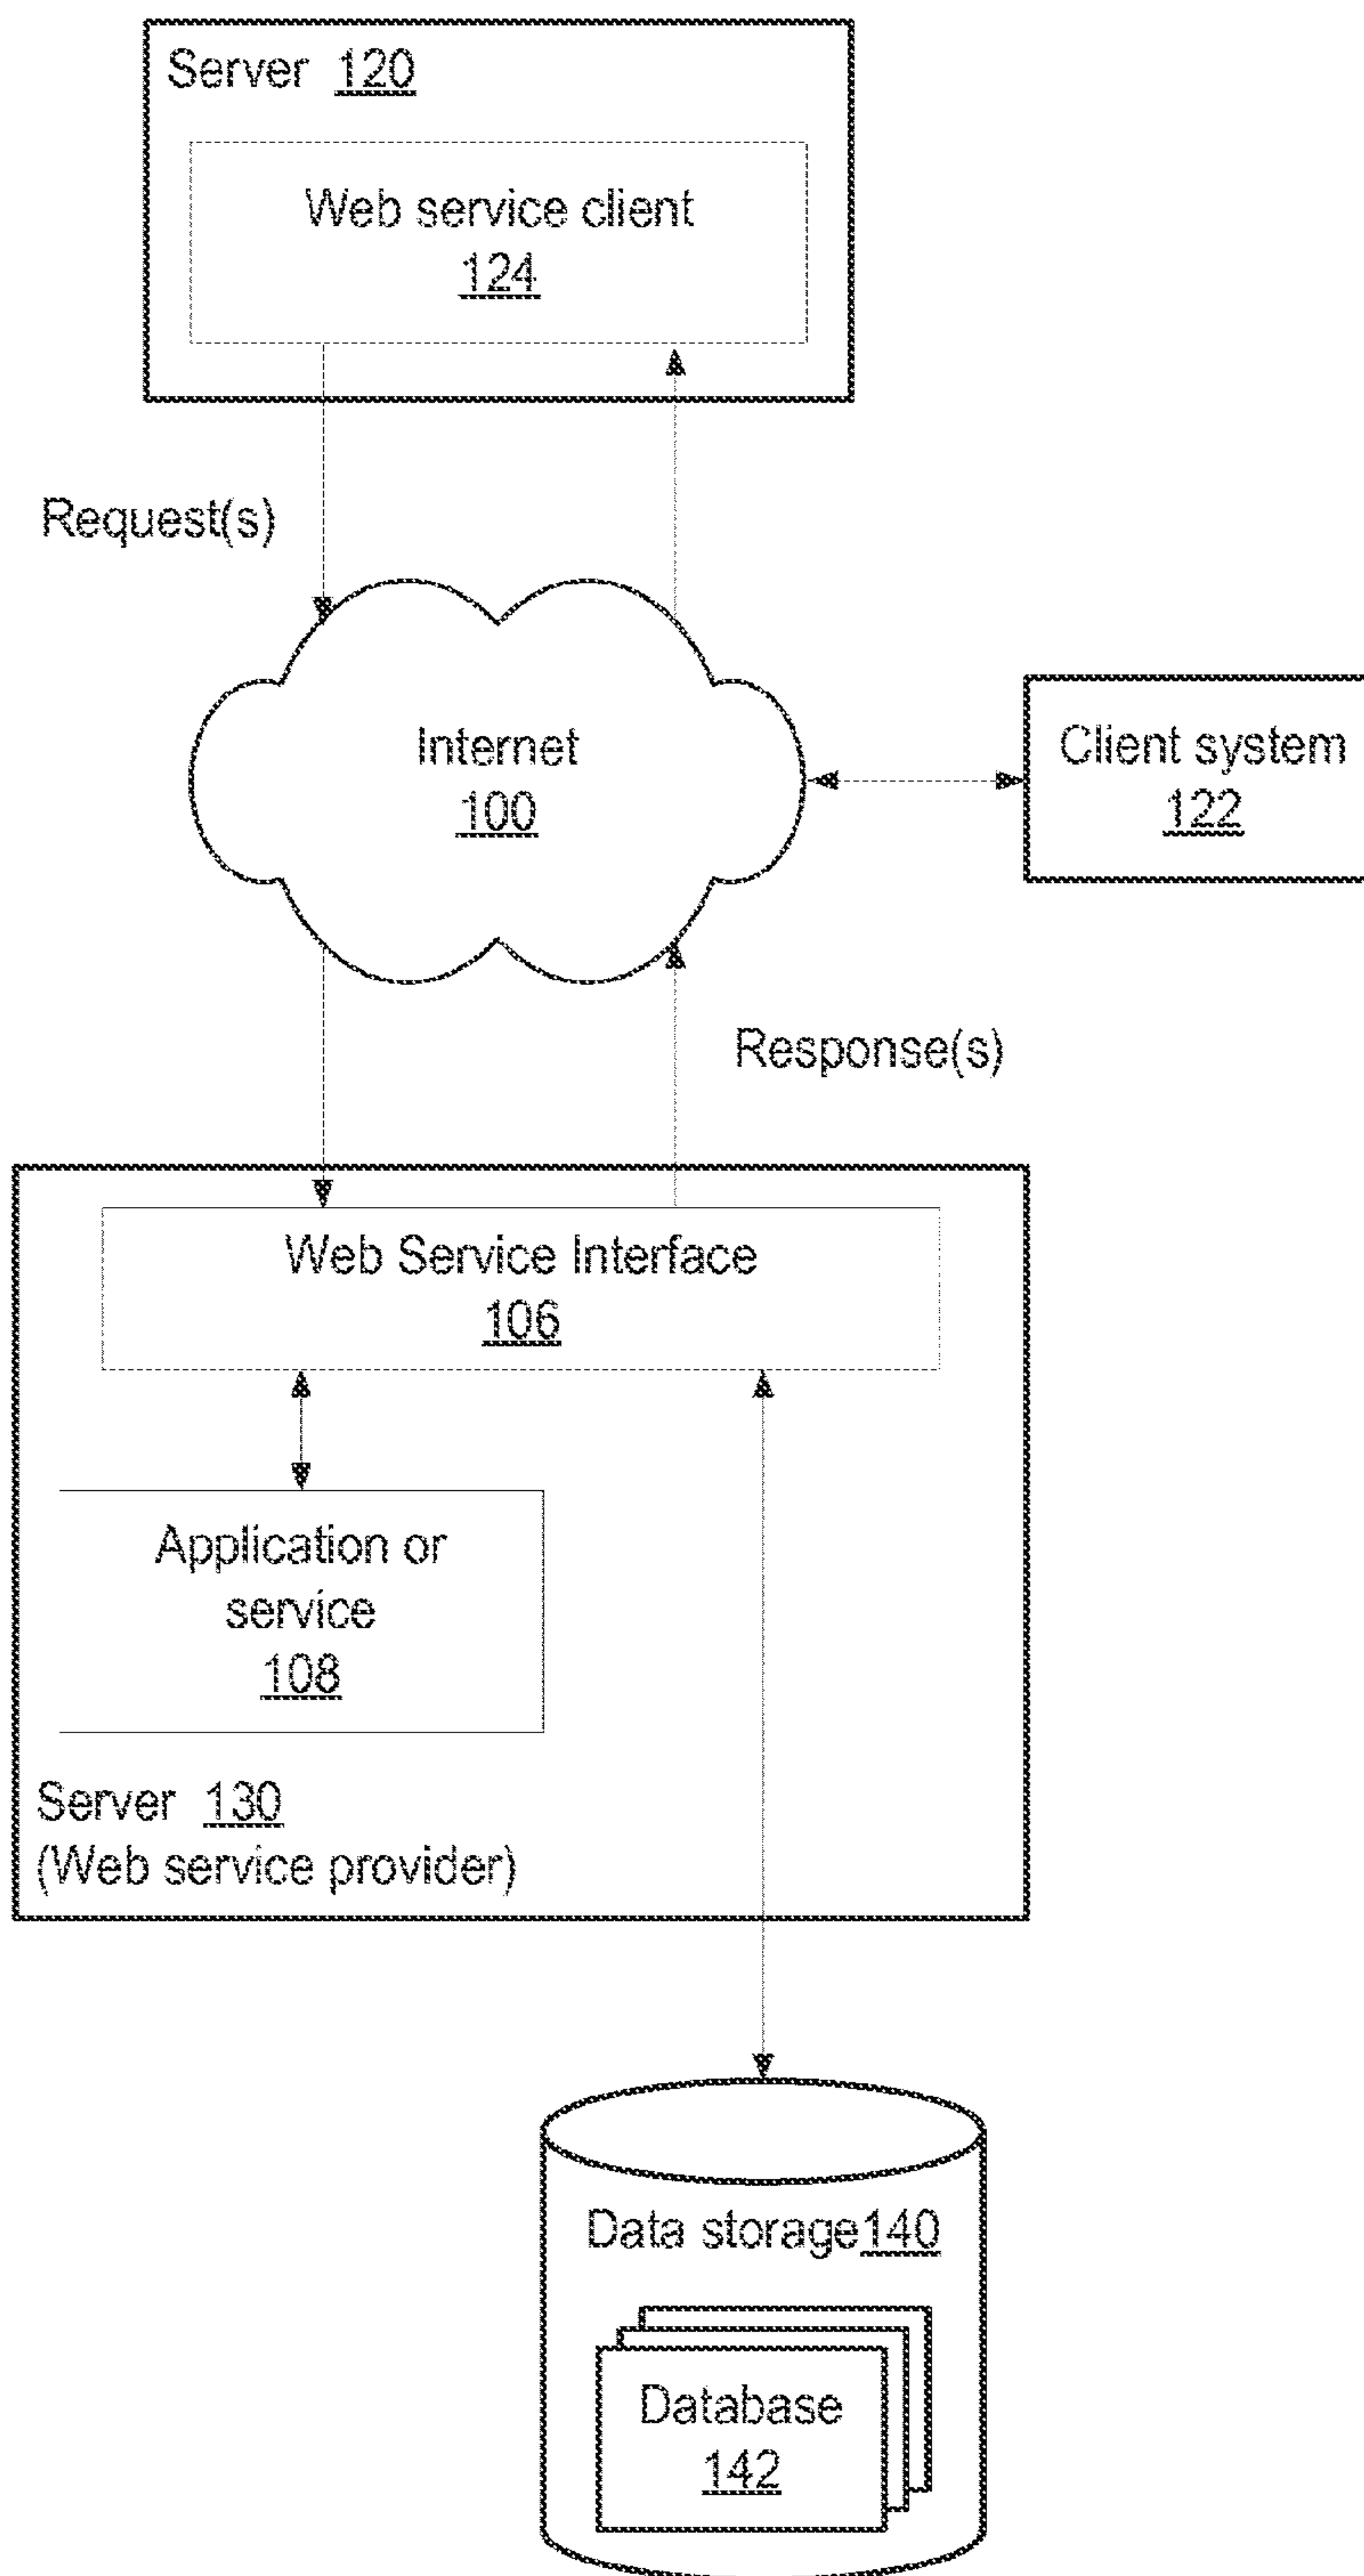 Server 120
Web service client
124
Request(s)
Internet
100
Client system
122
Response(s)
Web Service Interface
106
Application or
service
108
Server 130
(Web service provider)
Data storage140
Database
142